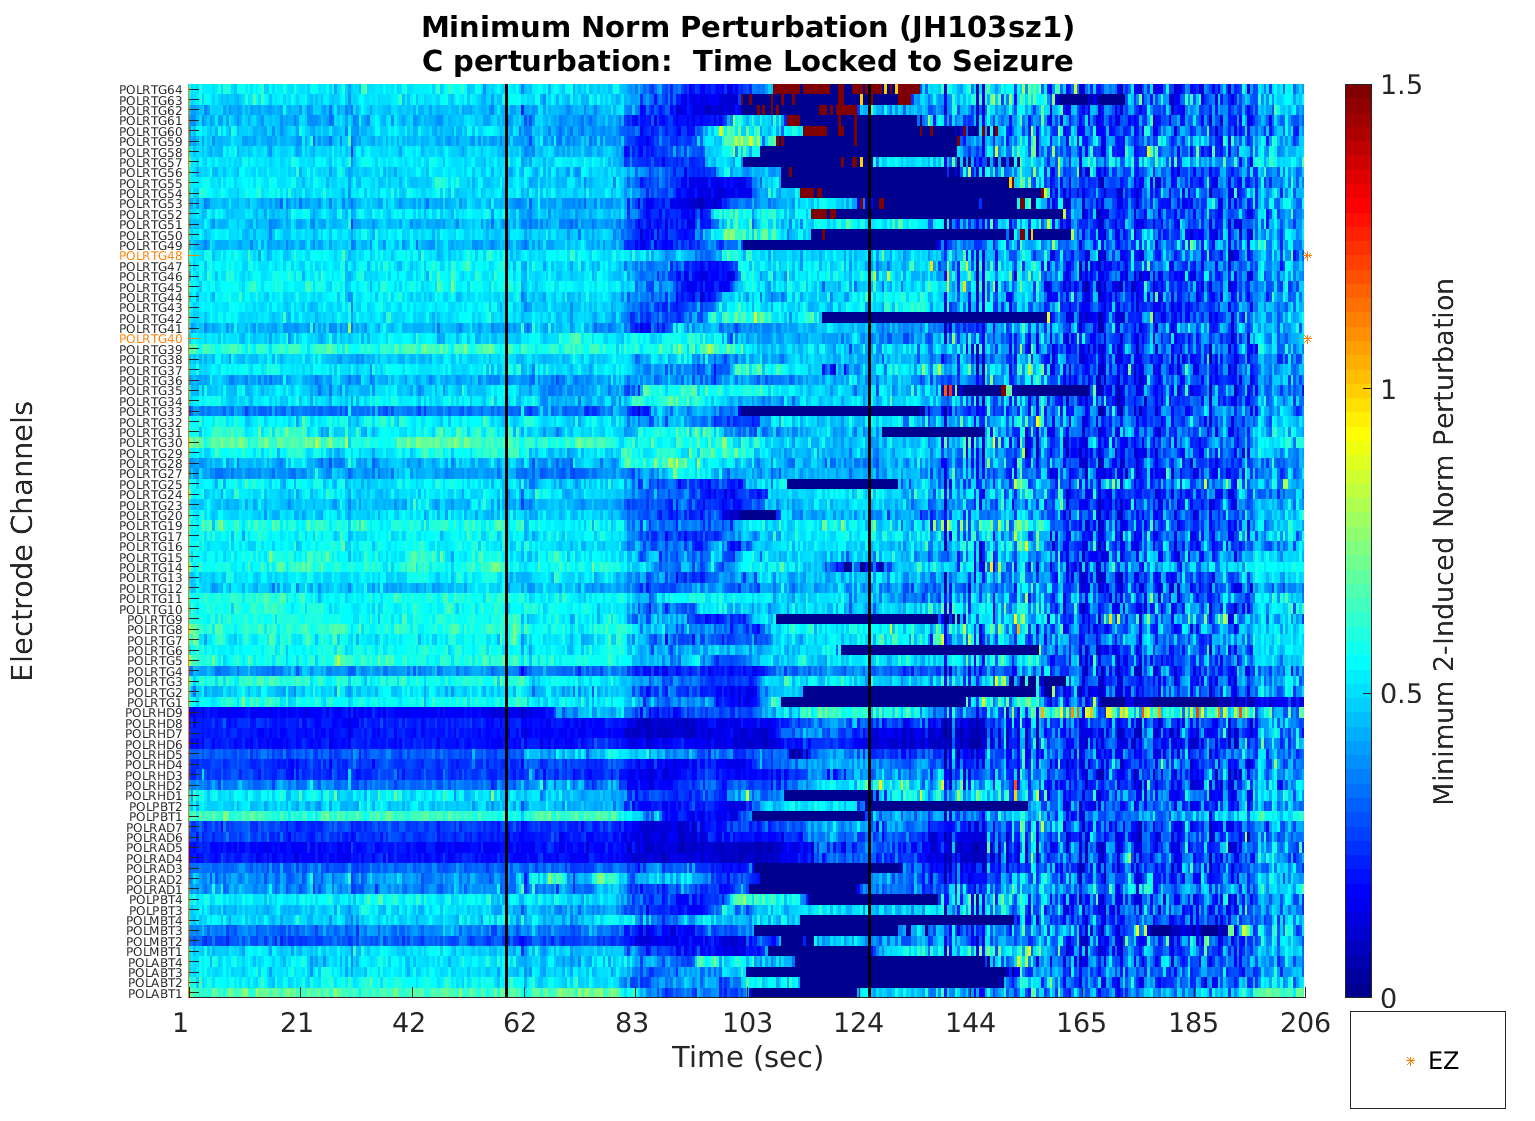 Minimum Norm Perturbation (JH103sz1)
C perturbation:  Time Locked to Seizure
Electrode Channels
POLRTG64
POLRTG63
POLRTG62
POLRTG61
POLRTG60
POLRTG59
POLRTG58
POLRTG57
POLRTG56
POLRTG55
POLRTG54
POLRTG53
POLRTG52
POLRTG51
POLRTG50
POLRTG49
POLRTG48
POLRTG47
POLRTG46
POLRTG45
POLRTG44
POLRTG43
POLRTG42
POLRTG41
POLRTG40
POLRTG39
POLRTG38
POLRTG37
POLRTG36
POLRTG35
POLRTG34
POLRTG33
POLRTG32
POLRTG31
POLRTG30
POLRTG29
POLRTG28
POLRTG27
POLRTG25
POLRTG24
POLRTG23
POLRTG20
POLRTG19
POLRTG17
POLRTG16
POLRTG15
POLRTG14
POLRTG13
POLRTG12
POLRTG11
POLRTG10
POLRTG9
POLRTG8
POLRTG7
POLRTG6
POLRTG5
POLRTG4
POLRTG3
POLRTG2
POLRTG1
POLRHD9
POLRHD8
POLRHD7
POLRHD6
POLRHD5
POLRHD4
POLRHD3
POLRHD2
POLRHD1
POLPBT2
POLPBT1
POLRAD7
POLRAD6
POLRAD5
POLRAD4
POLRAD3
POLRAD2
POLRAD1
POLPBT4
POLPBT3
POLMBT4
POLMBT3
POLMBT2
POLMBT1
POLABT4
POLABT3
POLABT2
POLABT1
1 21 42 62 83 103 124 144 165 185 206
Time (sec)
1.5
1
0.5
0
Minimum 2-Induced Norm Perturbation
EZ